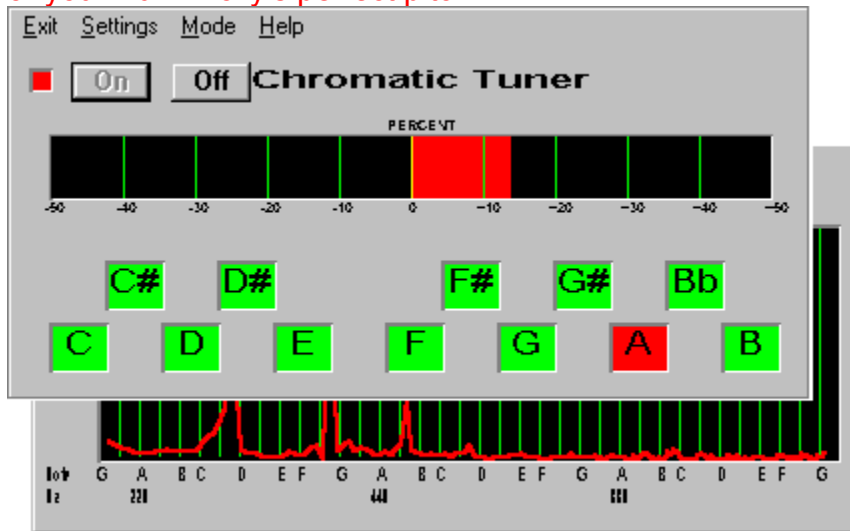 Exit Settings Mode Help
On Off Chromatic Tuner
PERCENT
-50 -40 -30 -20 -10 0 -10 -20 -30 -40 -50
C# D# F# G# Bb
C D E F G A B
G A B C D E F G A B C D E F G A B C D E F G
220 440